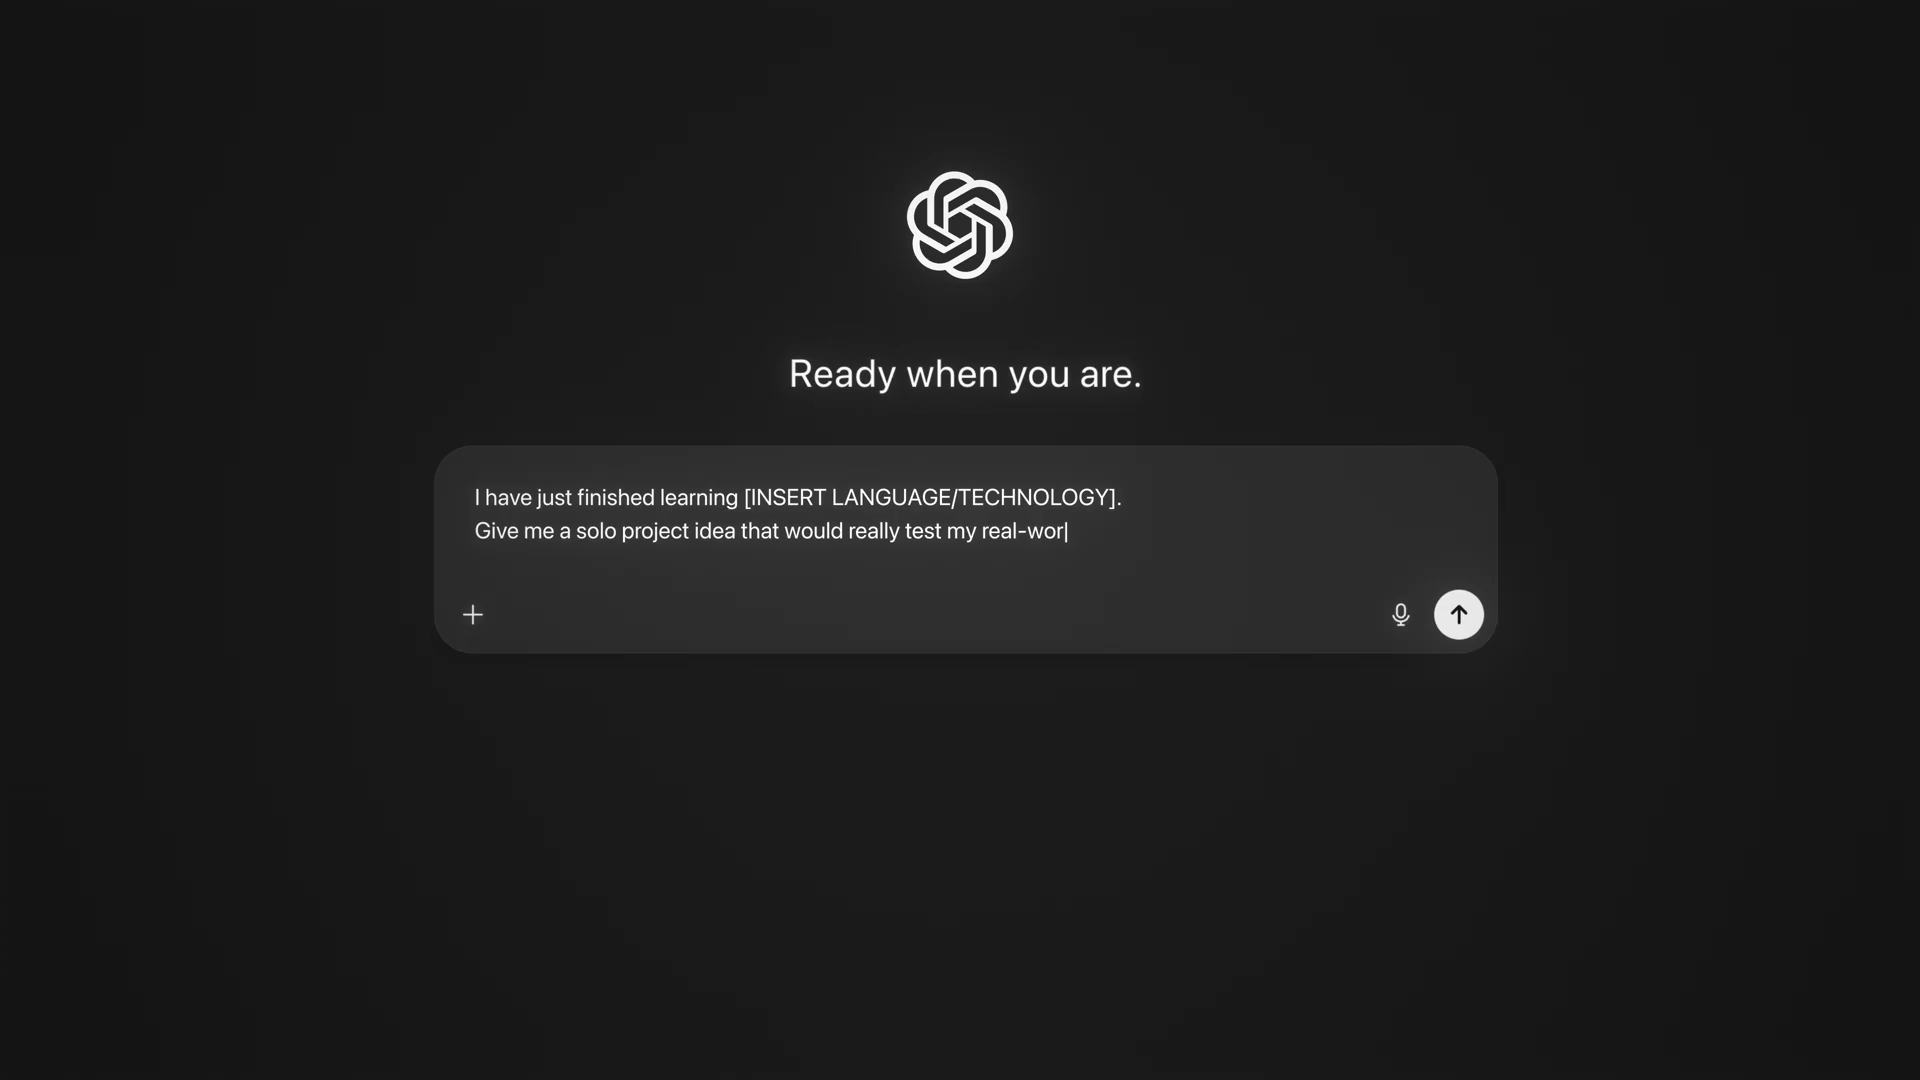 Ready when you are.
I have just finished learning [INSERT LANGUAGE/TECHNOLOGY].
Give me a solo project idea that would really test my real-wor